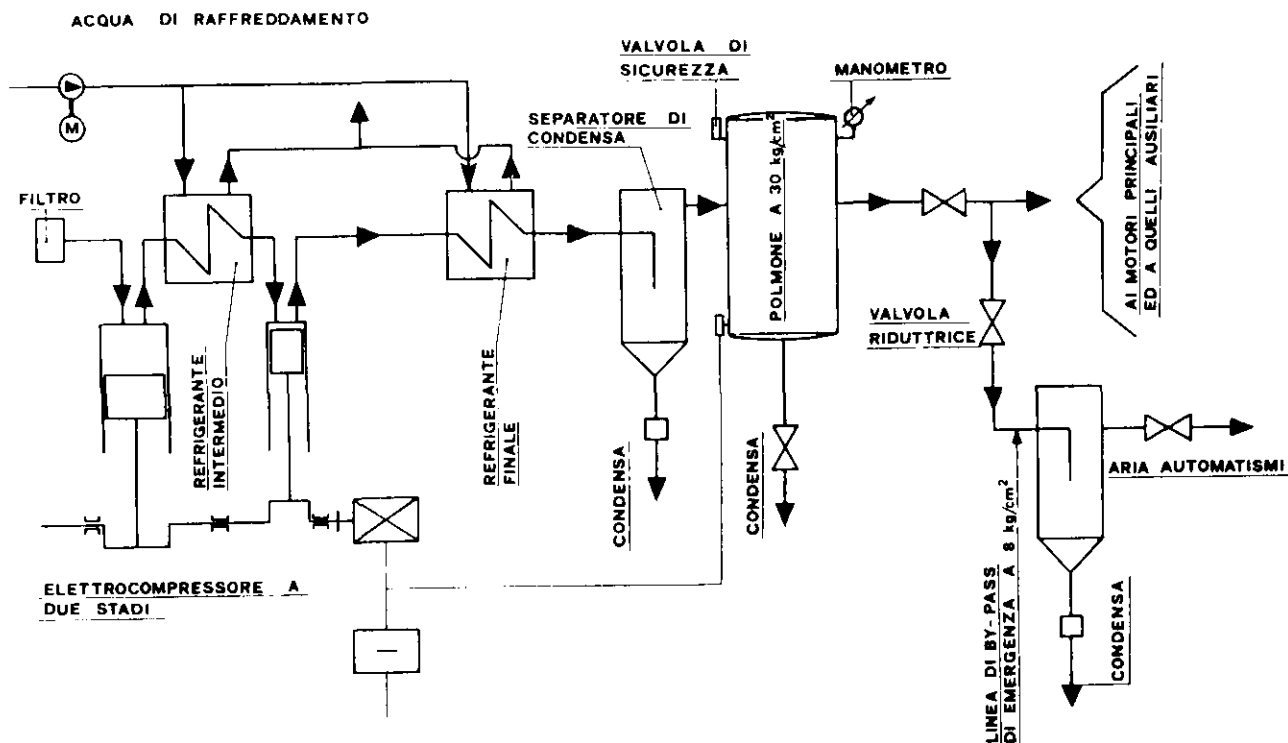 ACQUA DI RAFFREDDAMENTO
M
FILTRO
REFRIGERANTE
INTERMEDIO
REFRIGERANTE
FINALE
SEPARATORE DI
CONDENSA
VALVOLA DI
SICUREZZA
MANOMETRO
POLMONE A 30 kg/cm²
AI MOTORI PRINCIPALI
ED A QUELLI AUSILIARI
VALVOLA
RIDUTTRICE
CONDENSA
CONDENSA
ARIA AUTOMATISMI
ELETTROCOMPRESSORE A
DUE STADI
LINEA DI BY-PASS
DI EMERGENZA A 8 kg/cm²
CONDENSA